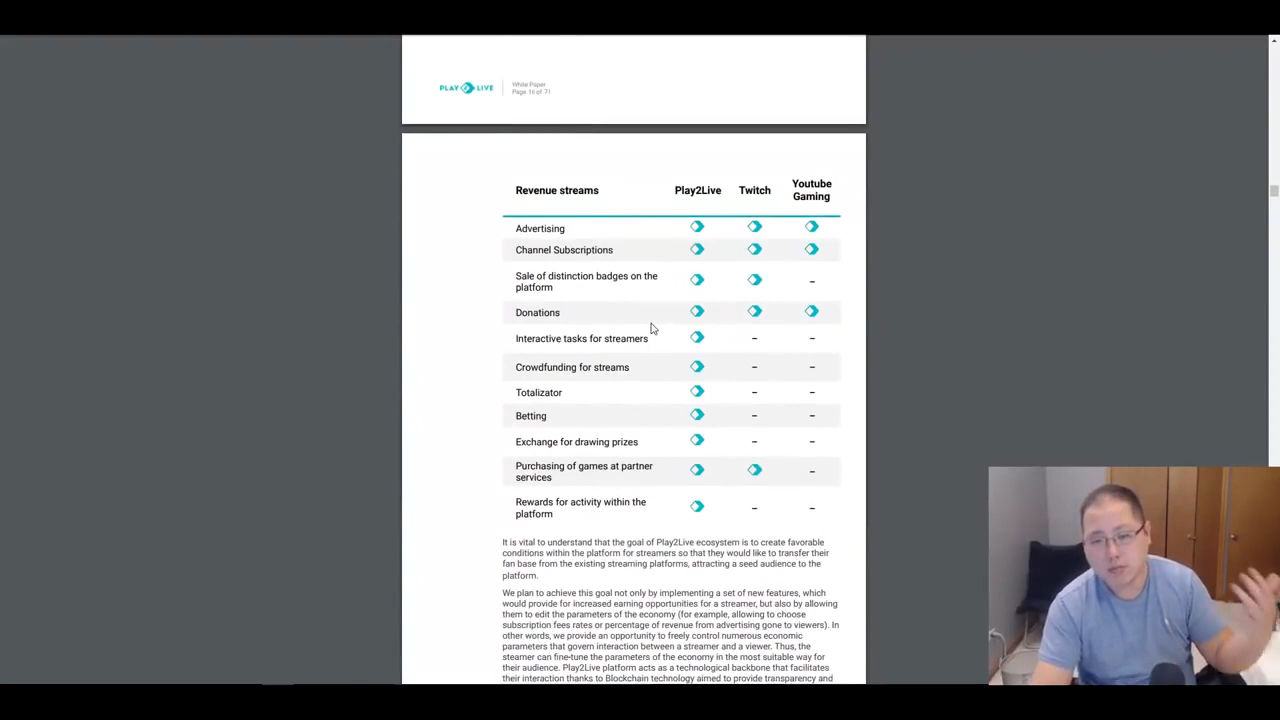 PLAY LIVE
White Paper
Page 16 of 71
Revenue streams Play2Live Twitch Youtube Gaming
Advertising
Channel Subscriptions
Sale of distinction badges on the
platform –
Donations
Interactive tasks for streamers – –
Crowdfunding for streams – –
Totalizator – –
Betting – –
Exchange for drawing prizes – –
Purchasing of games at partner
services –
Rewards for activity within the
platform – –
It is vital to understand that the goal of Play2Live ecosystem is to create favorable
conditions within the platform for streamers so that they would like to transfer their
fan base from the existing streaming platforms, attracting a seed audience to the
platform.
We plan to achieve this goal not only by implementing a set of new features, which
would provide for increased earning opportunities for a streamer, but also by allowing
them to edit the parameters of the economy (for example, allowing to choose
subscription fees rates or percentage of revenue from advertising gone to viewers). In
other words, we provide an opportunity to freely control numerous economic
parameters that govern interaction between a streamer and a viewer. Thus, the
steamer can fine-tune the parameters of the economy in the most suitable way for
their audience. Play2Live platform acts as a technological backbone that facilitates
their interaction thanks to Blockchain technology aimed to provide transparency and